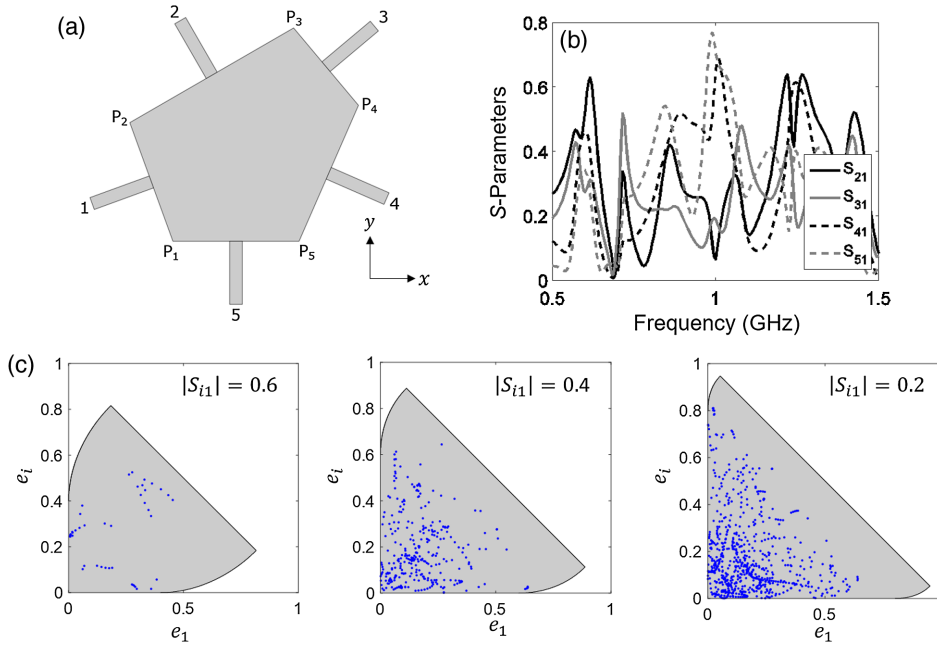 (a)
2
P3
3
P4
P2
1
4
P1
P5
y
x
5
(b)
S-Parameters
0.8
0.6
0.4
0.2
0
0.5
1
1.5
Frequency (GHz)
S21
S31
S41
S51
(c)
|Si1| = 0.6
1
0.8
0.6
0.4
0.2
0
ei
0
0.5
1
e1
|Si1| = 0.4
1
0.8
0.6
0.4
0.2
0
ei
0
0.5
1
e1
|Si1| = 0.2
1
0.8
0.6
0.4
0.2
0
ei
0
0.5
e1